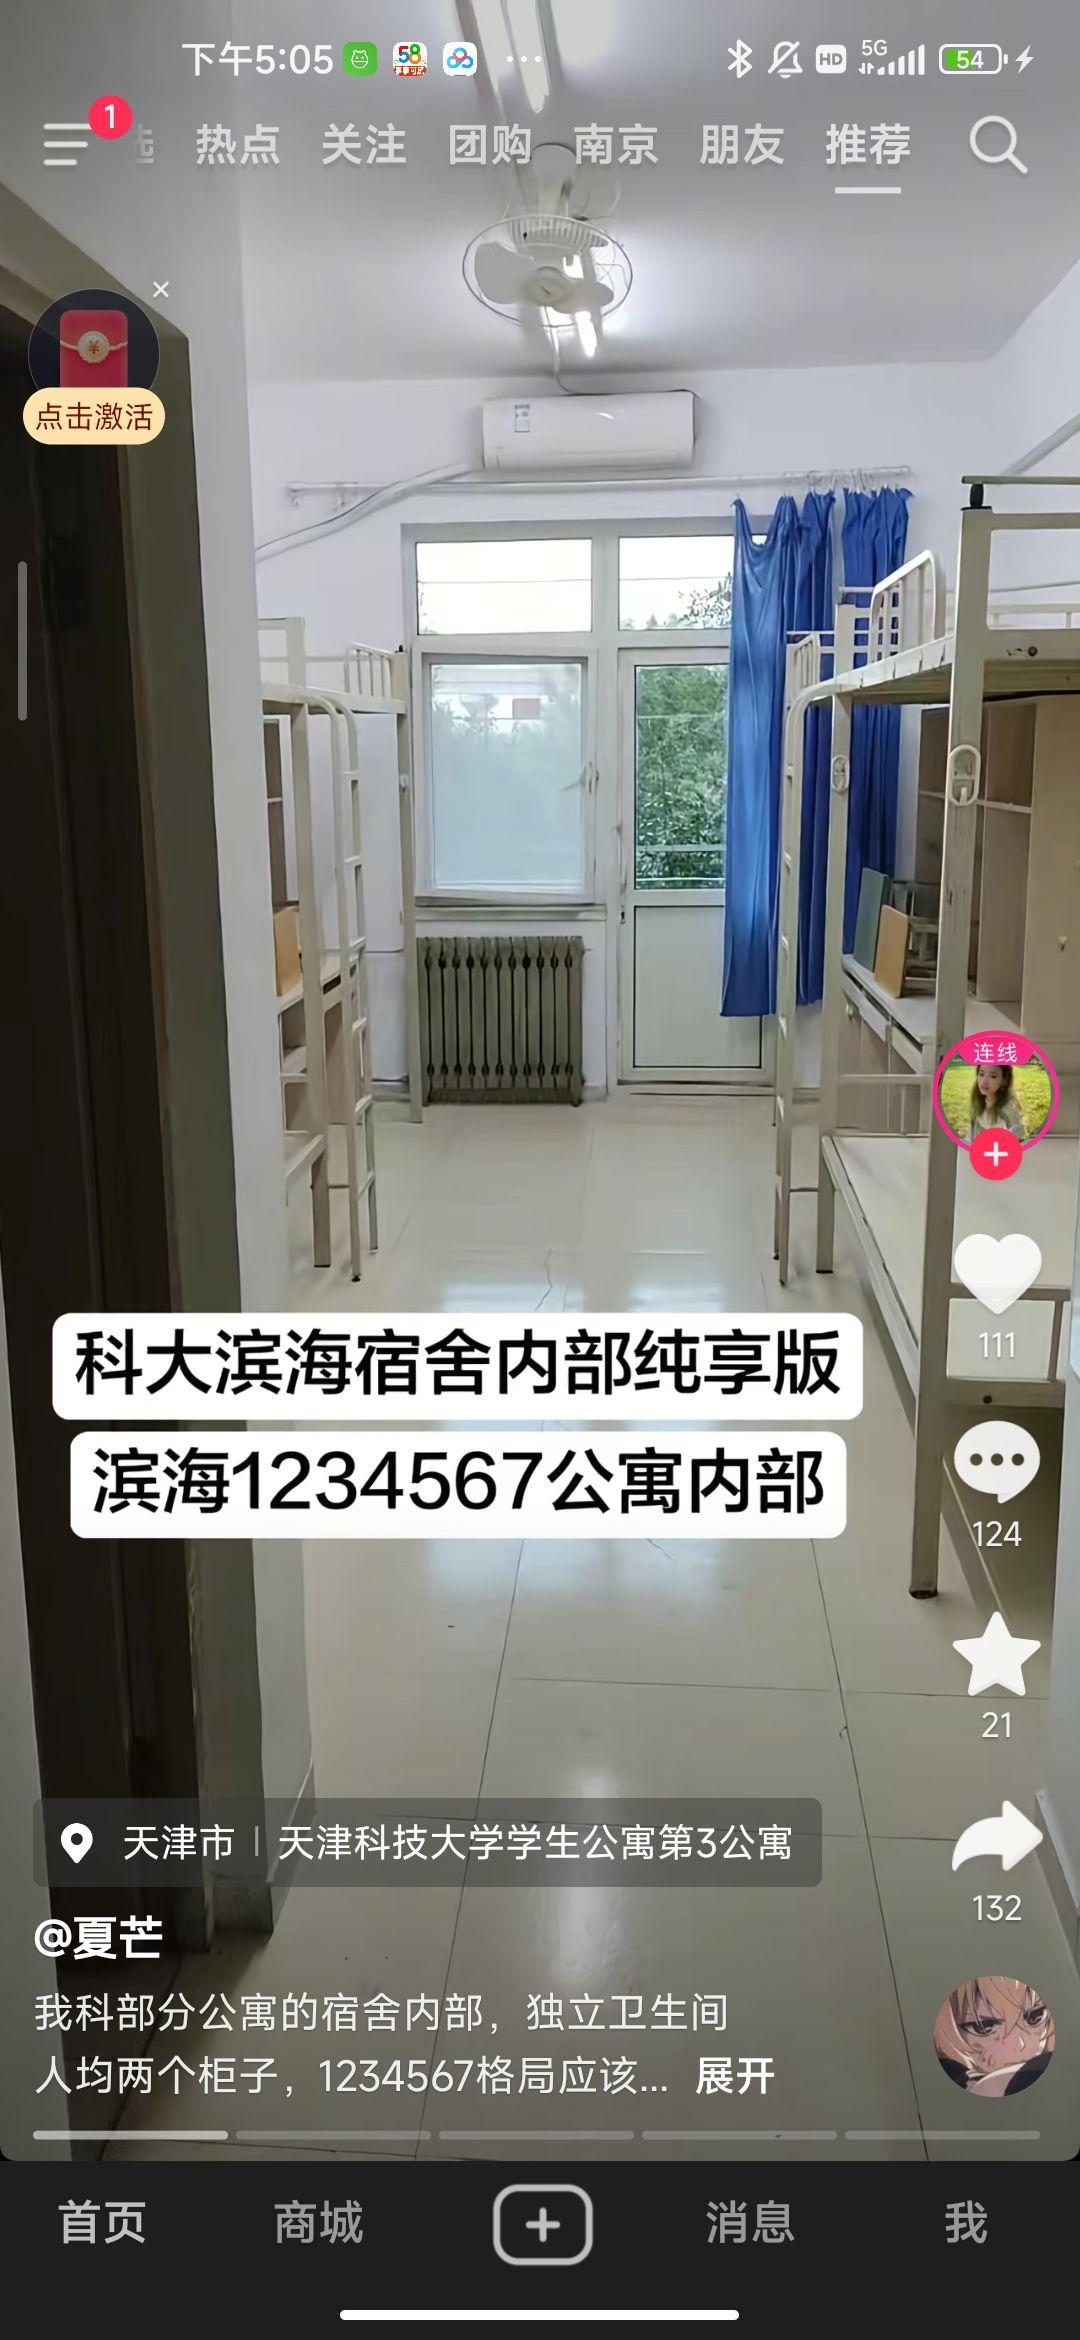 下午5:05
58
HD
5G
54
1
选 热点 关注 团购 南京 朋友 推荐
点击激活
连线
111
科大滨海宿舍内部纯享版
滨海1234567公寓内部
124
21
天津市 | 天津科技大学学生公寓第3公寓
132
@夏芒
我科部分公寓的宿舍内部，独立卫生间
人均两个柜子，1234567格局应该... 展开
首页 商城 消息 我